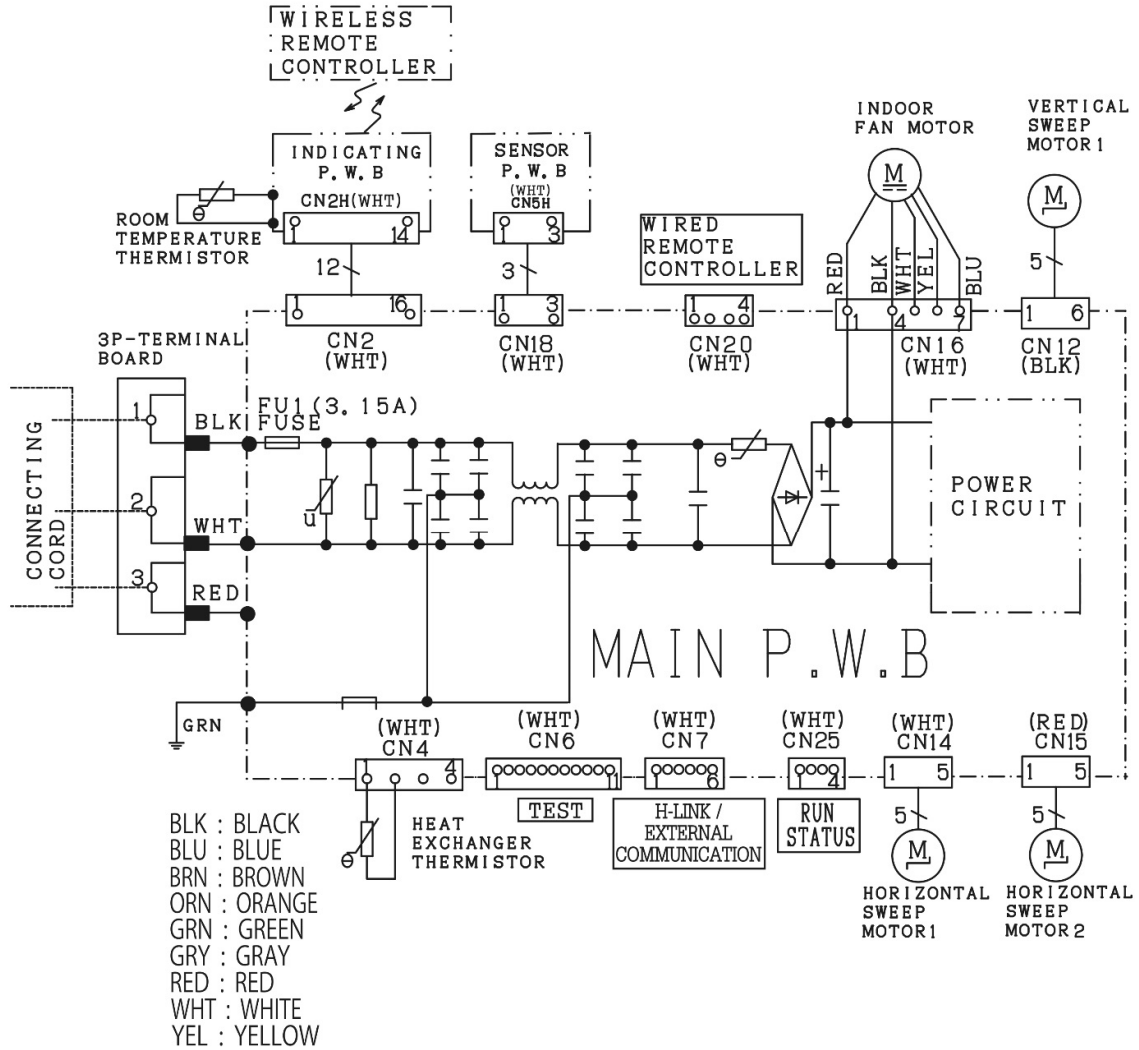 WIRELESS
REMOTE
CONTROLLER
INDICATING
P.W.B
CN2H(WHT)
1 14
SENSOR
P.W.B
(WHT)
CN5H
1 3
INDOOR
FAN MOTOR
M
VERTICAL
SWEEP
MOTOR1
M
θ
ROOM
TEMPERATURE
THERMISTOR
WIRED
REMOTE
CONTROLLER
12
3
5
RED
BLK
WHT
YEL
BLU
1 16
CN2
(WHT)
1 3
CN18
(WHT)
1 4
CN20
(WHT)
1 4 7
CN16
(WHT)
1 6
CN12
(BLK)
3P-TERMINAL
BOARD
CONNECTING
CORD
1
BLK
2
WHT
3
RED
FU1(3.15A)
FUSE
u
θ
+
POWER
CIRCUIT
MAIN P.W.B
GRN
(WHT)
CN4
1 4
(WHT)
CN6
1 11
(WHT)
CN7
1 6
(WHT)
CN25
1 4
(WHT)
CN14
1 5
(RED)
CN15
1 5
TEST
H-LINK /
EXTERNAL
COMMUNICATION
RUN
STATUS
5
5
θ
HEAT
EXCHANGER
THERMISTOR
M
M
HORIZONTAL
SWEEP
MOTOR1
HORIZONTAL
SWEEP
MOTOR2
BLK : BLACK
BLU : BLUE
BRN : BROWN
ORN : ORANGE
GRN : GREEN
GRY : GRAY
RED : RED
WHT : WHITE
YEL : YELLOW